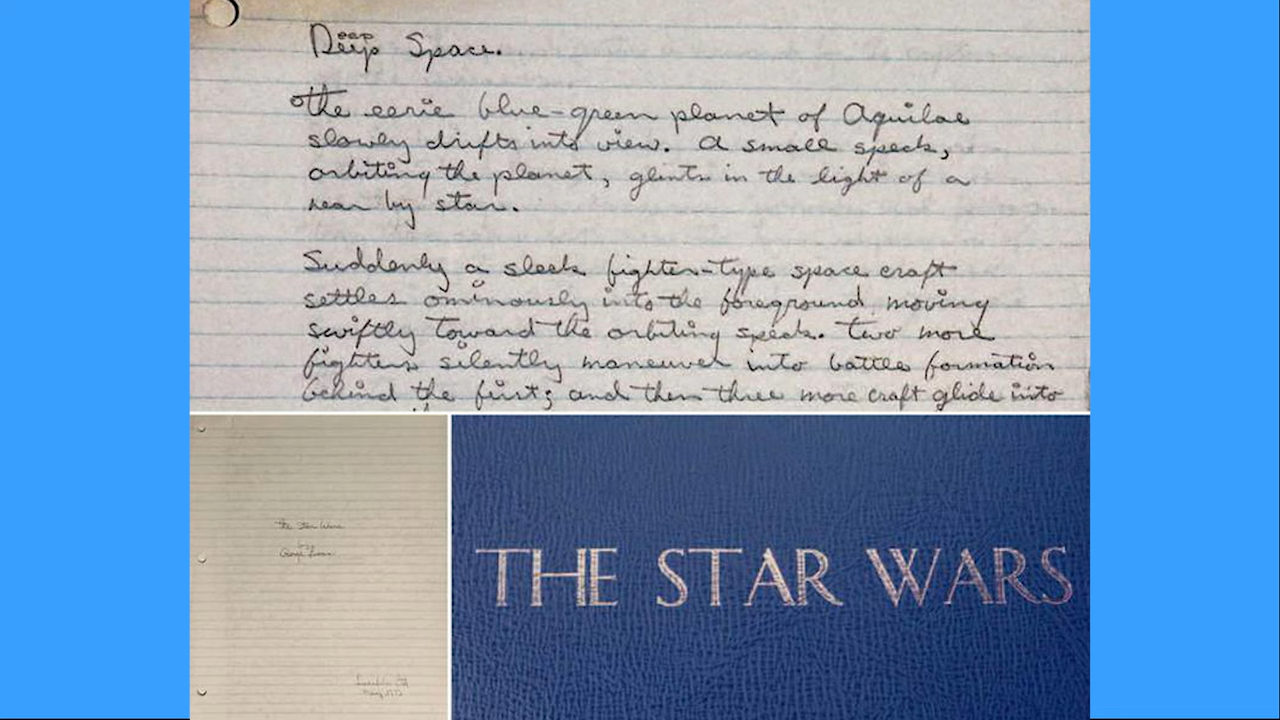 Deep Space.
The eerie blue-green planet of Aquilae
slowly drifts into view. A small speck,
orbiting the planet, glints in the light of a
near by star.
Suddenly a sleek fighter-type space craft
settles ominously into the foreground moving
swiftly toward the orbiting speck. Two more
fighters silently maneuver into battle formation
behind the first; and then three more craft glide into
The Star Wars
by
George Lucas
THE STAR WARS